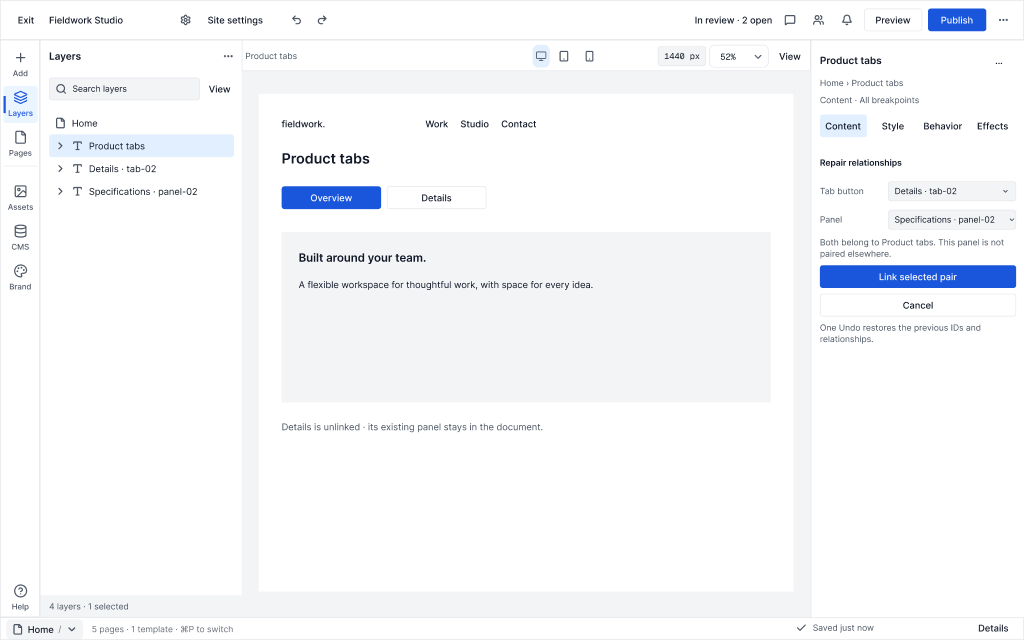 Exit Fieldwork Studio Site settings In review · 2 open Preview Publish
Add
Layers
Pages
Assets
CMS
Brand
Help
Layers
Search layers View
Home
Product tabs
Details · tab-02
Specifications · panel-02
4 layers · 1 selected
Product tabs 1440 px 52% View
fieldwork. Work Studio Contact
Product tabs
Overview Details
Built around your team.
A flexible workspace for thoughtful work, with space for every idea.
Details is unlinked · its existing panel stays in the document.
Product tabs
Home › Product tabs
Content · All breakpoints
Content Style Behavior Effects
Repair relationships
Tab button Details · tab-02
Panel Specifications · panel-02
Both belong to Product tabs. This panel is not
paired elsewhere.
Link selected pair
Cancel
One Undo restores the previous IDs and
relationships.
Home / 5 pages · 1 template · ⌘P to switch Saved just now Details